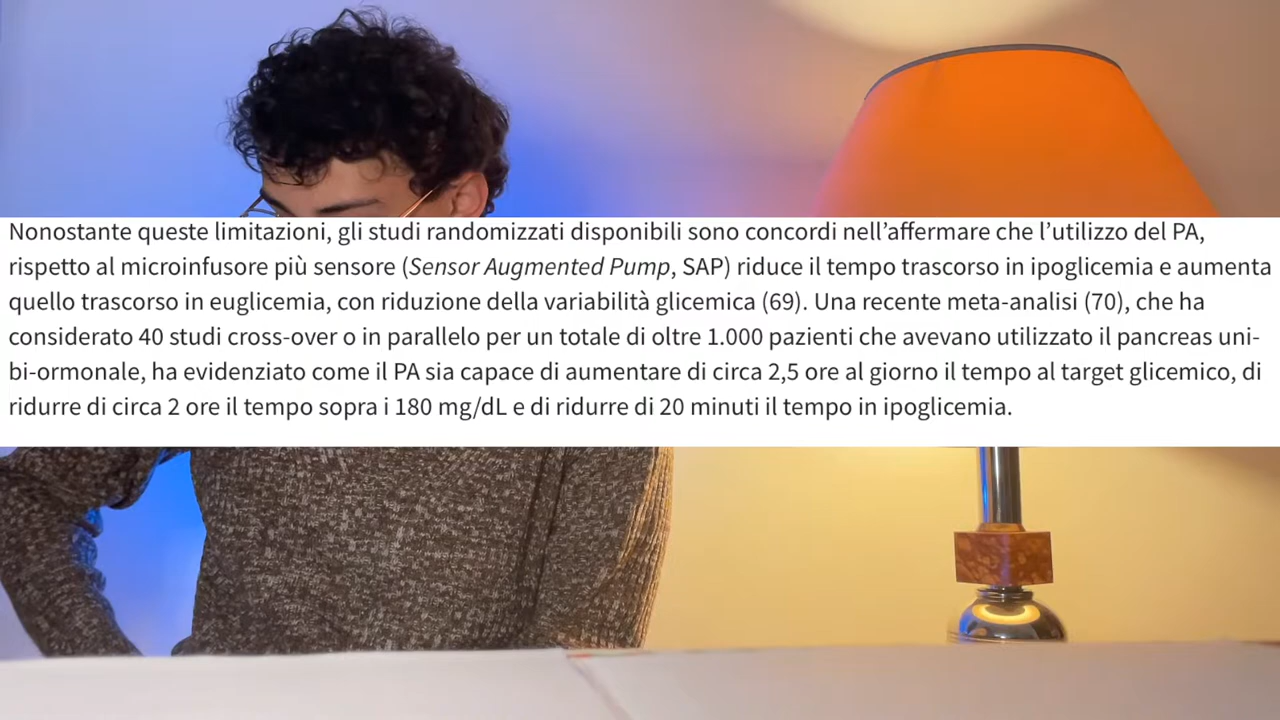 Nonostante queste limitazioni, gli studi randomizzati disponibili sono concordi nell’affermare che l’utilizzo del PA,
rispetto al microinfusore più sensore (Sensor Augmented Pump, SAP) riduce il tempo trascorso in ipoglicemia e aumenta
quello trascorso in euglicemia, con riduzione della variabilità glicemica (69). Una recente meta-analisi (70), che ha
considerato 40 studi cross-over o in parallelo per un totale di oltre 1.000 pazienti che avevano utilizzato il pancreas uni-
bi-ormonale, ha evidenziato come il PA sia capace di aumentare di circa 2,5 ore al giorno il tempo al target glicemico, di
ridurre di circa 2 ore il tempo sopra i 180 mg/dL e di ridurre di 20 minuti il tempo in ipoglicemia.